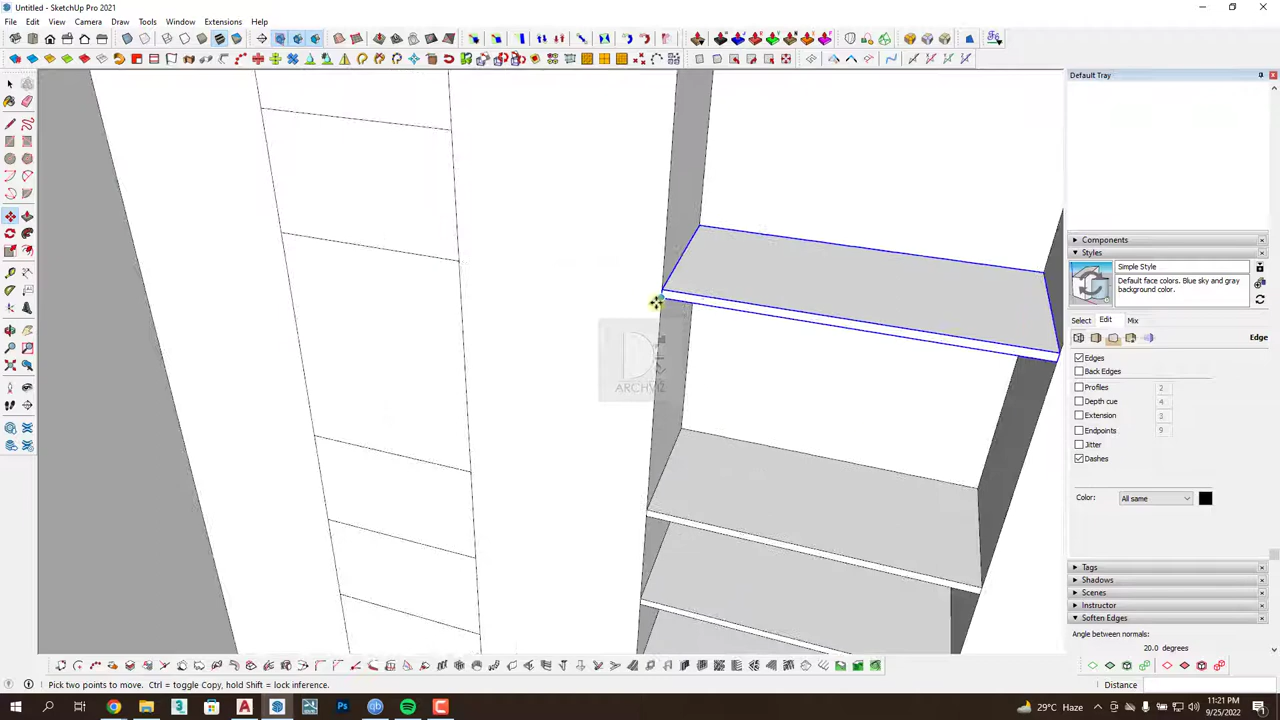 Untitled - SketchUp Pro 2021
File Edit View Camera Draw Tools Window Extensions Help
Default Tray
Components
Styles
Simple Style
Default face colors. Blue sky and gray
background color.
Select Edit Mix
Edge
Edges
Back Edges
Profiles 2
Depth cue 4
Extension 3
Endpoints 9
Jitter
Dashes
Color: All same
ARCHVIZ
Tags
Shadows
Scenes
Instructor
Soften Edges
Angle between normals:
20.0 degrees
Pick two points to move. Ctrl = toggle Copy, hold Shift = lock inference.
Distance
29°C Haze
11:21 PM
9/25/2022